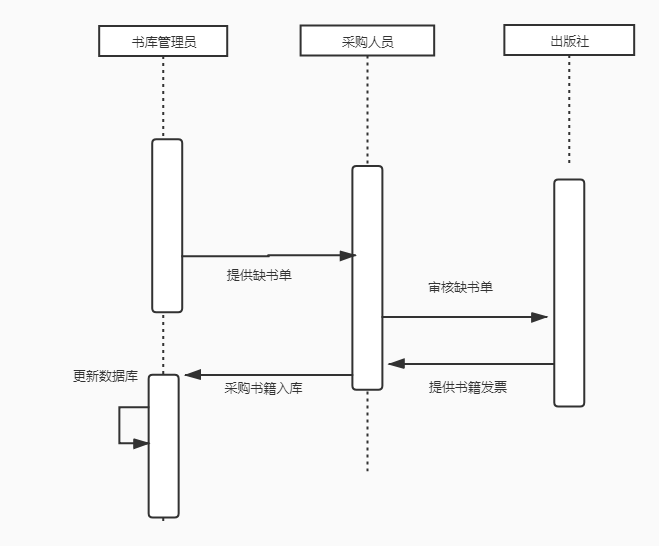 书库管理员
采购人员
出版社
提供缺书单
审核缺书单
更新数据库
采购书籍入库
提供书籍发票